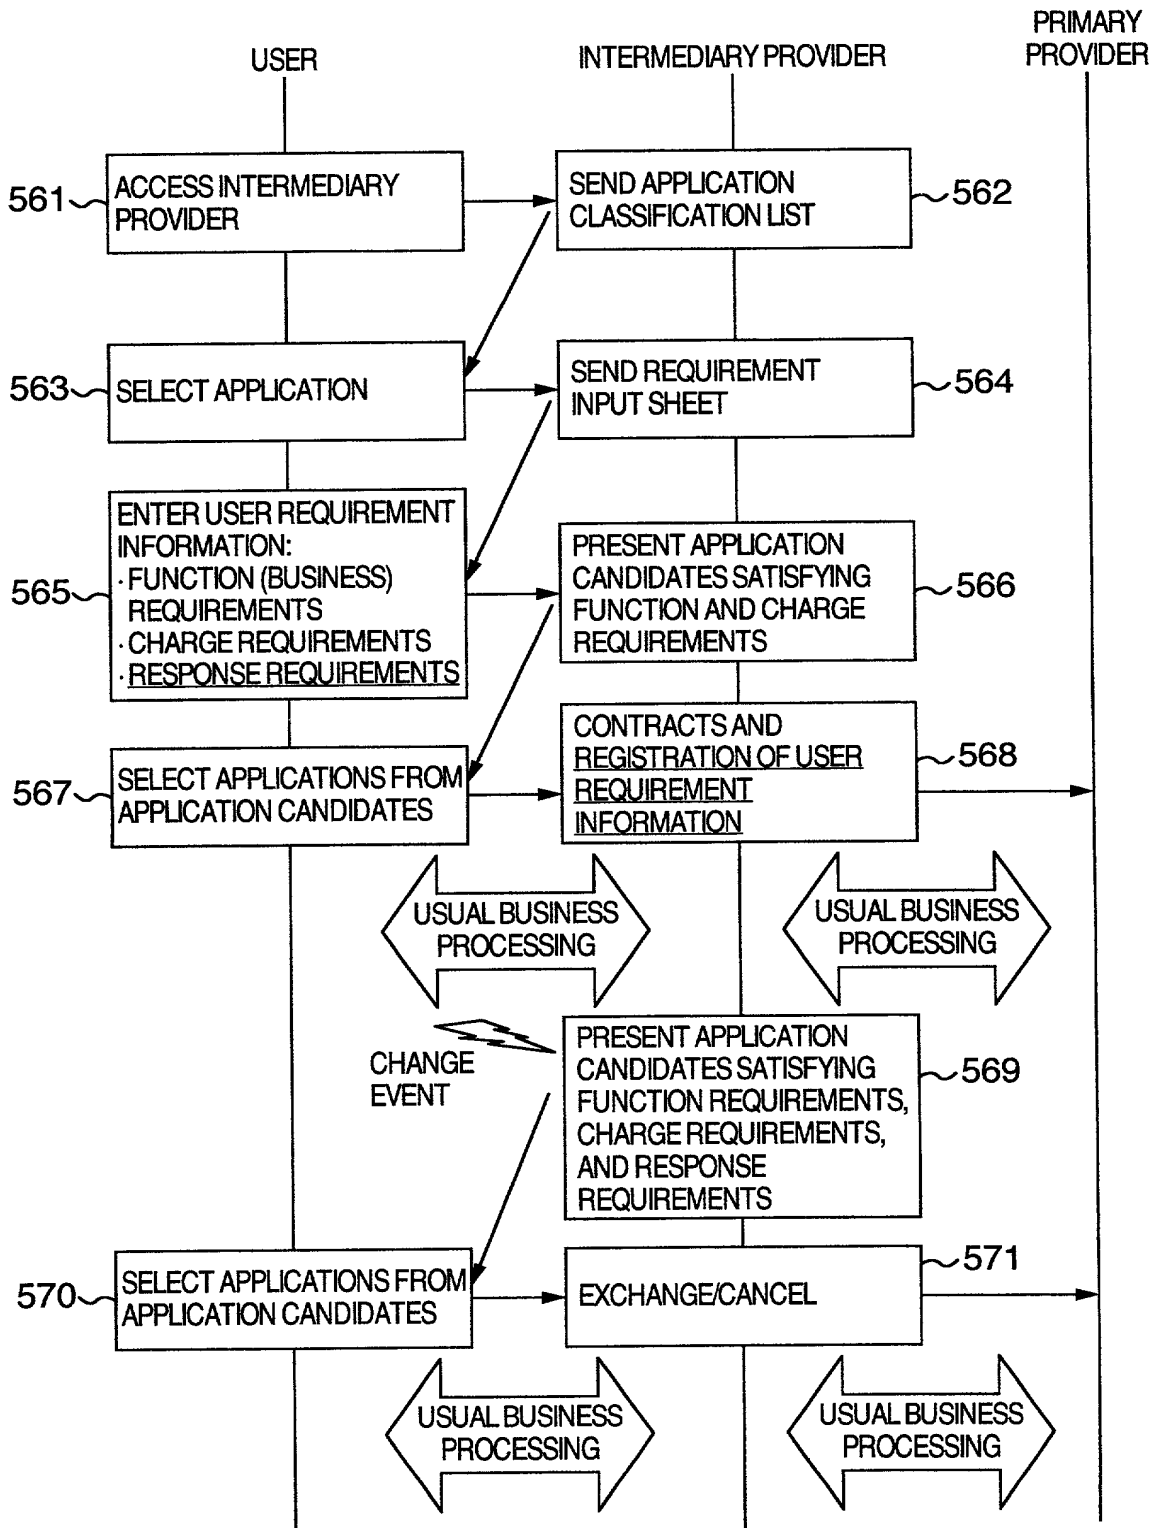 PRIMARY
PROVIDER
USER
INTERMEDIARY PROVIDER
561
ACCESS INTERMEDIARY
PROVIDER
SEND APPLICATION
CLASSIFICATION LIST
562
563
SELECT APPLICATION
SEND REQUIREMENT
INPUT SHEET
564
565
ENTER USER REQUIREMENT
INFORMATION:
· FUNCTION (BUSINESS)
REQUIREMENTS
· CHARGE REQUIREMENTS
· RESPONSE REQUIREMENTS
PRESENT APPLICATION
CANDIDATES SATISFYING
FUNCTION AND CHARGE
REQUIREMENTS
566
567
SELECT APPLICATIONS FROM
APPLICATION CANDIDATES
CONTRACTS AND
REGISTRATION OF USER
REQUIREMENT
INFORMATION
568
USUAL BUSINESS
PROCESSING
USUAL BUSINESS
PROCESSING
CHANGE
EVENT
PRESENT APPLICATION
CANDIDATES SATISFYING
FUNCTION REQUIREMENTS,
CHARGE REQUIREMENTS,
AND RESPONSE
REQUIREMENTS
569
570
SELECT APPLICATIONS FROM
APPLICATION CANDIDATES
EXCHANGE/CANCEL
571
USUAL BUSINESS
PROCESSING
USUAL BUSINESS
PROCESSING